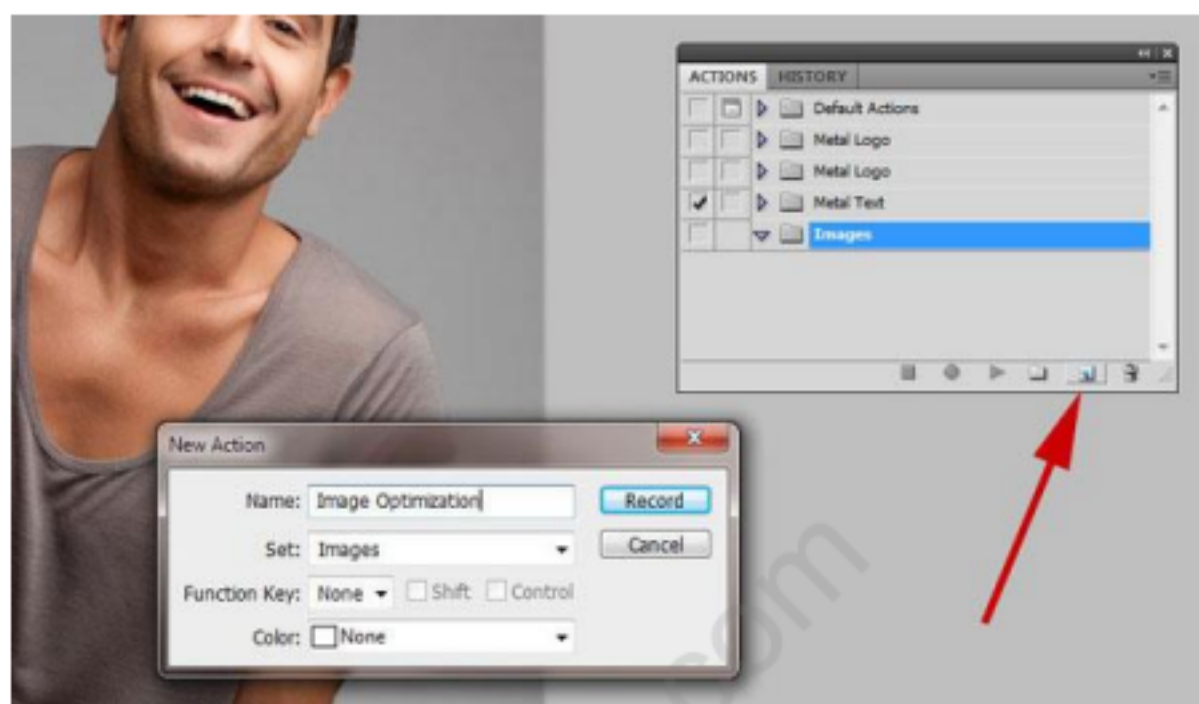 ACTIONS HISTORY
Default Actions
Metal Logo
Metal Logo
Metal Text
Images
New Action
Name: Image Optimization Record
Set: Images Cancel
Function Key: None Shift Control
Color: None
com